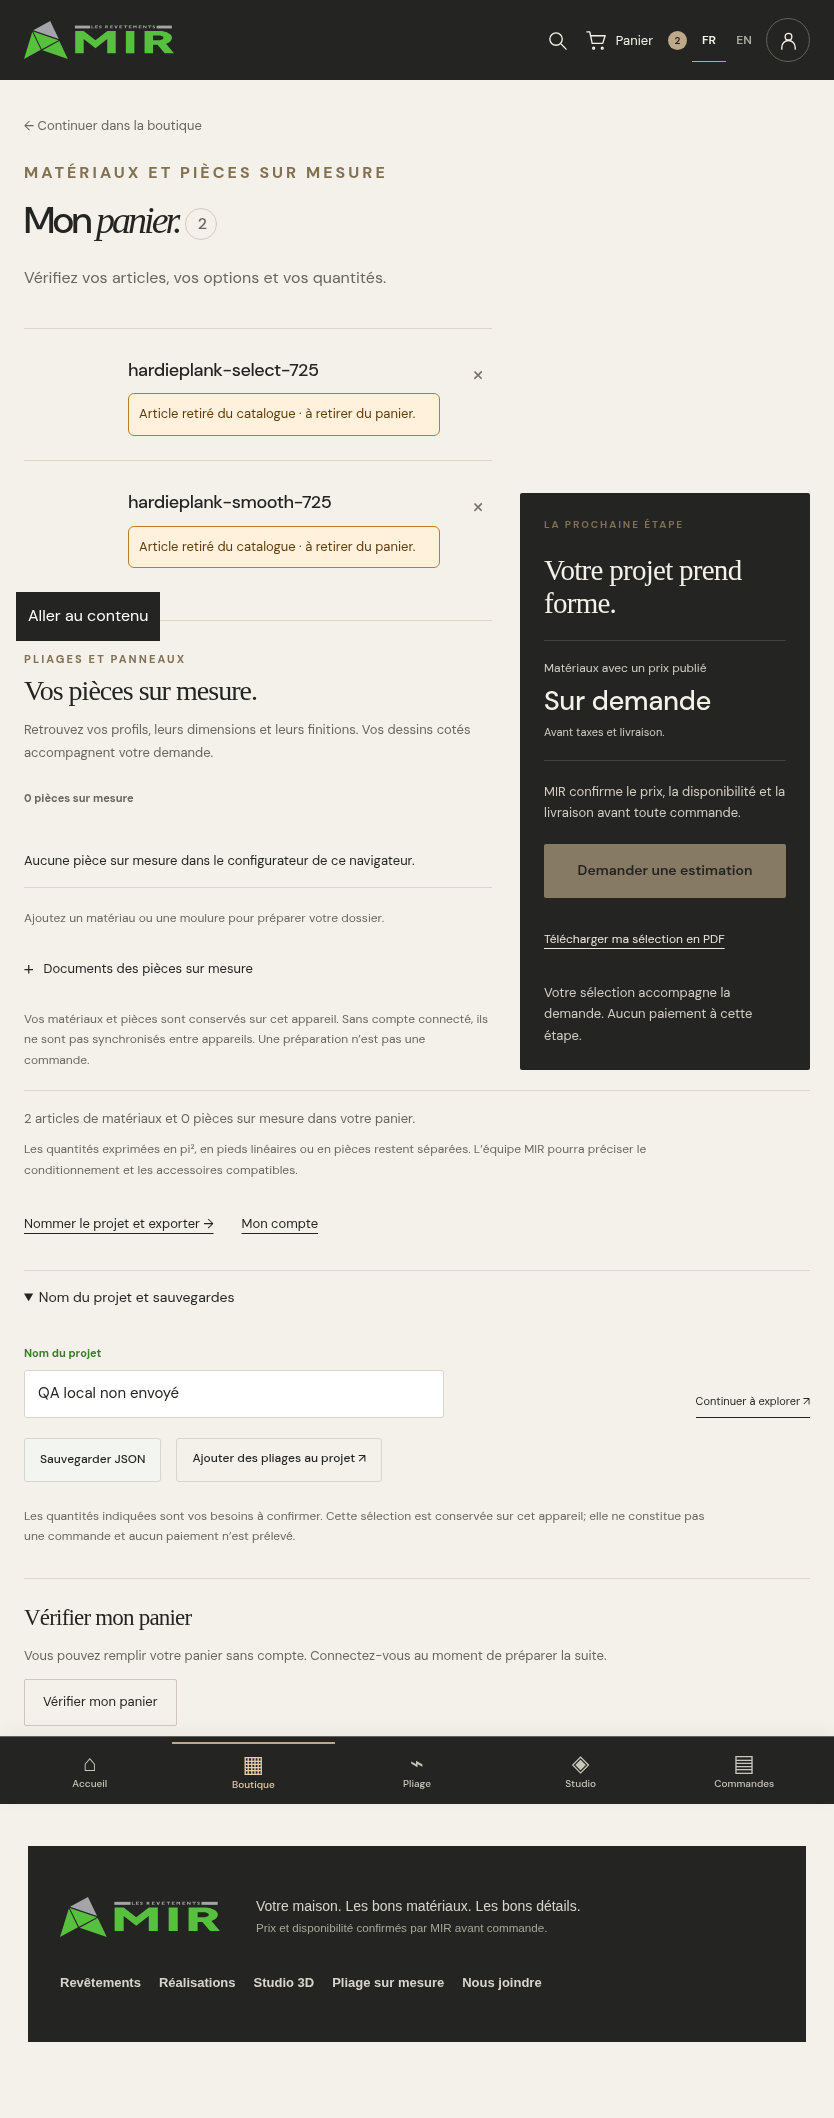 LES REVÊTEMENTS
MIR
Panier 2 FR EN
← Continuer dans la boutique
MATÉRIAUX ET PIÈCES SUR MESURE
Mon panier. 2
Vérifiez vos articles, vos options et vos quantités.
hardieplank-select-725 ×
Article retiré du catalogue · à retirer du panier.
hardieplank-smooth-725 ×
Article retiré du catalogue · à retirer du panier.
Aller au contenu
PLIAGES ET PANNEAUX
Vos pièces sur mesure.
Retrouvez vos profils, leurs dimensions et leurs finitions. Vos dessins cotés
accompagnent votre demande.
0 pièces sur mesure
Aucune pièce sur mesure dans le configurateur de ce navigateur.
Ajoutez un matériau ou une moulure pour préparer votre dossier.
+ Documents des pièces sur mesure
Vos matériaux et pièces sont conservés sur cet appareil. Sans compte connecté, ils
ne sont pas synchronisés entre appareils. Une préparation n’est pas une
commande.
LA PROCHAINE ÉTAPE
Votre projet prend
forme.
Matériaux avec un prix publié
Sur demande
Avant taxes et livraison.
MIR confirme le prix, la disponibilité et la
livraison avant toute commande.
Demander une estimation
Télécharger ma sélection en PDF
Votre sélection accompagne la
demande. Aucun paiement à cette
étape.
2 articles de matériaux et 0 pièces sur mesure dans votre panier.
Les quantités exprimées en pi², en pieds linéaires ou en pièces restent séparées. L’équipe MIR pourra préciser le
conditionnement et les accessoires compatibles.
Nommer le projet et exporter → Mon compte
▼ Nom du projet et sauvegardes
Nom du projet
QA local non envoyé
Continuer à explorer ↗
Sauvegarder JSON Ajouter des pliages au projet ↗
Les quantités indiquées sont vos besoins à confirmer. Cette sélection est conservée sur cet appareil; elle ne constitue pas
une commande et aucun paiement n’est prélevé.
Vérifier mon panier
Vous pouvez remplir votre panier sans compte. Connectez-vous au moment de préparer la suite.
Vérifier mon panier
Accueil Boutique Pliage Studio Commandes
LES REVÊTEMENTS
MIR
Votre maison. Les bons matériaux. Les bons détails.
Prix et disponibilité confirmés par MIR avant commande.
Revêtements Réalisations Studio 3D Pliage sur mesure Nous joindre